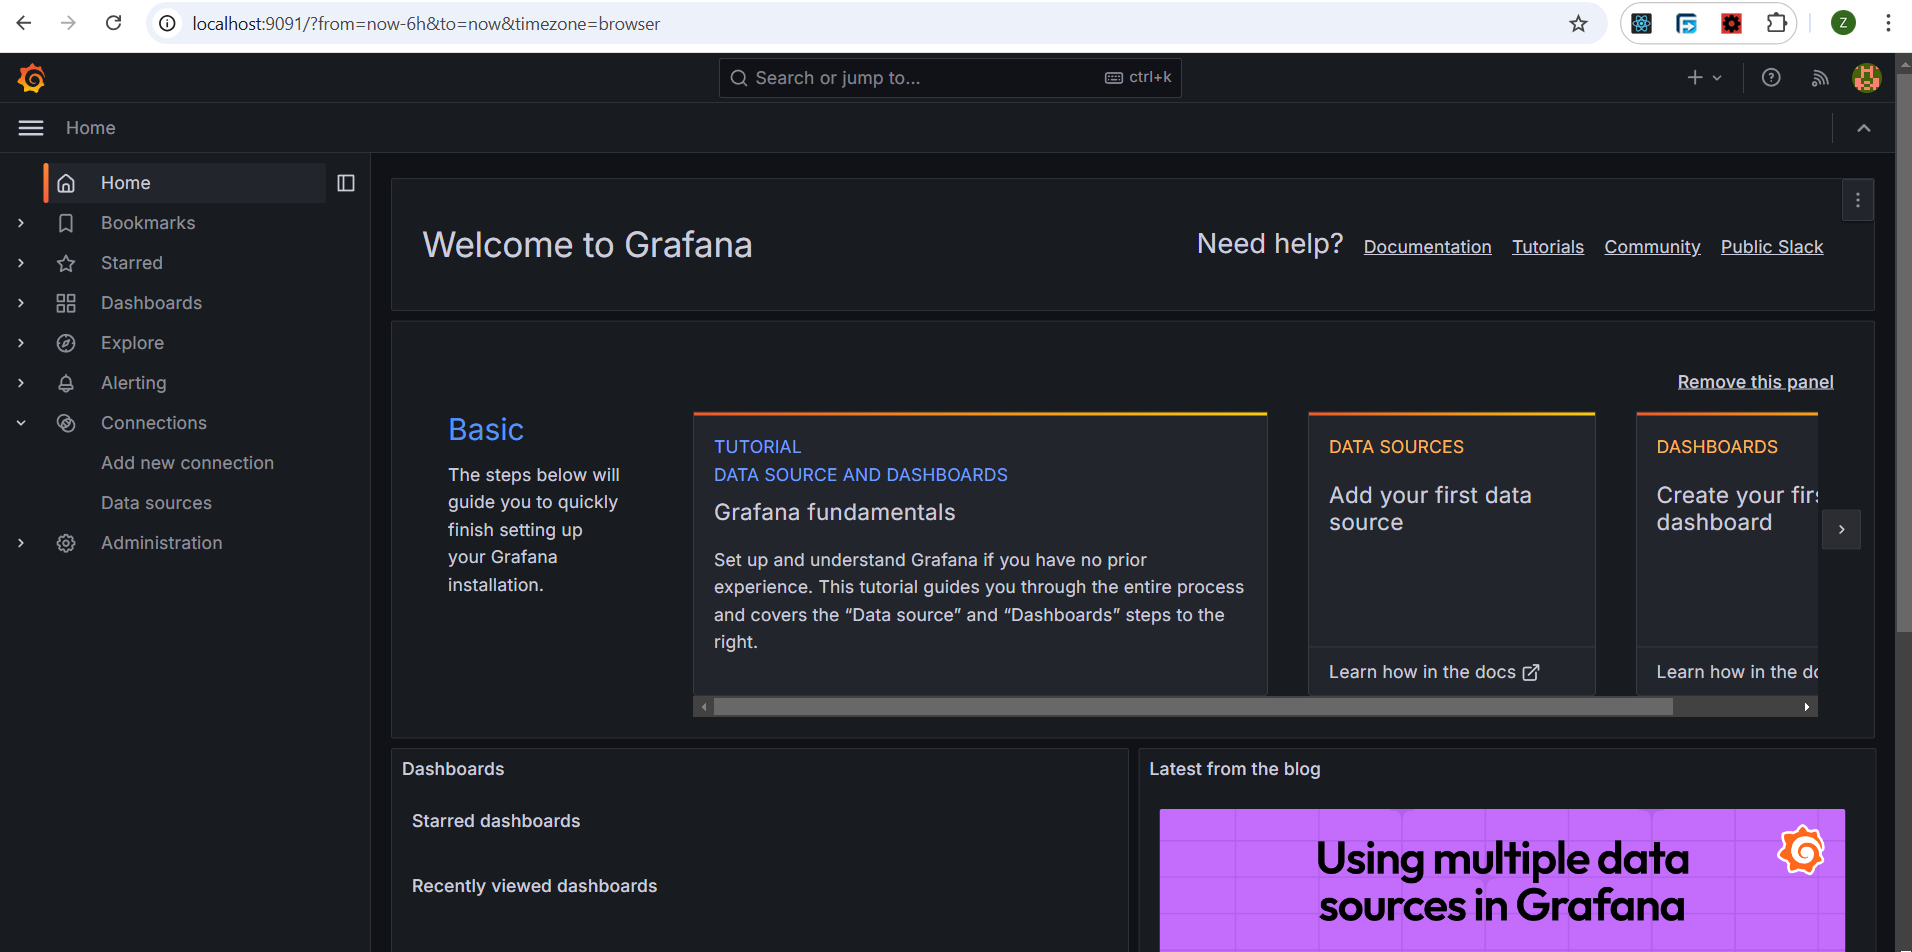 localhost:9091/?from=now-6h&to=now&timezone=browser
Z
Search or jump to...
ctrl+k
Home
Home
Bookmarks
Starred
Dashboards
Explore
Alerting
Connections
Add new connection
Data sources
Administration
Welcome to Grafana
Need help?
Documentation
Tutorials
Community
Public Slack
Remove this panel
Basic
The steps below will
guide you to quickly
finish setting up
your Grafana
installation.
TUTORIAL
DATA SOURCE AND DASHBOARDS
Grafana fundamentals
Set up and understand Grafana if you have no prior
experience. This tutorial guides you through the entire process
and covers the “Data source” and “Dashboards” steps to the
right.
DATA SOURCES
Add your first data
source
Learn how in the docs
DASHBOARDS
Create your firs
dashboard
Learn how in the do
Dashboards
Starred dashboards
Recently viewed dashboards
Latest from the blog
Using multiple data
sources in Grafana